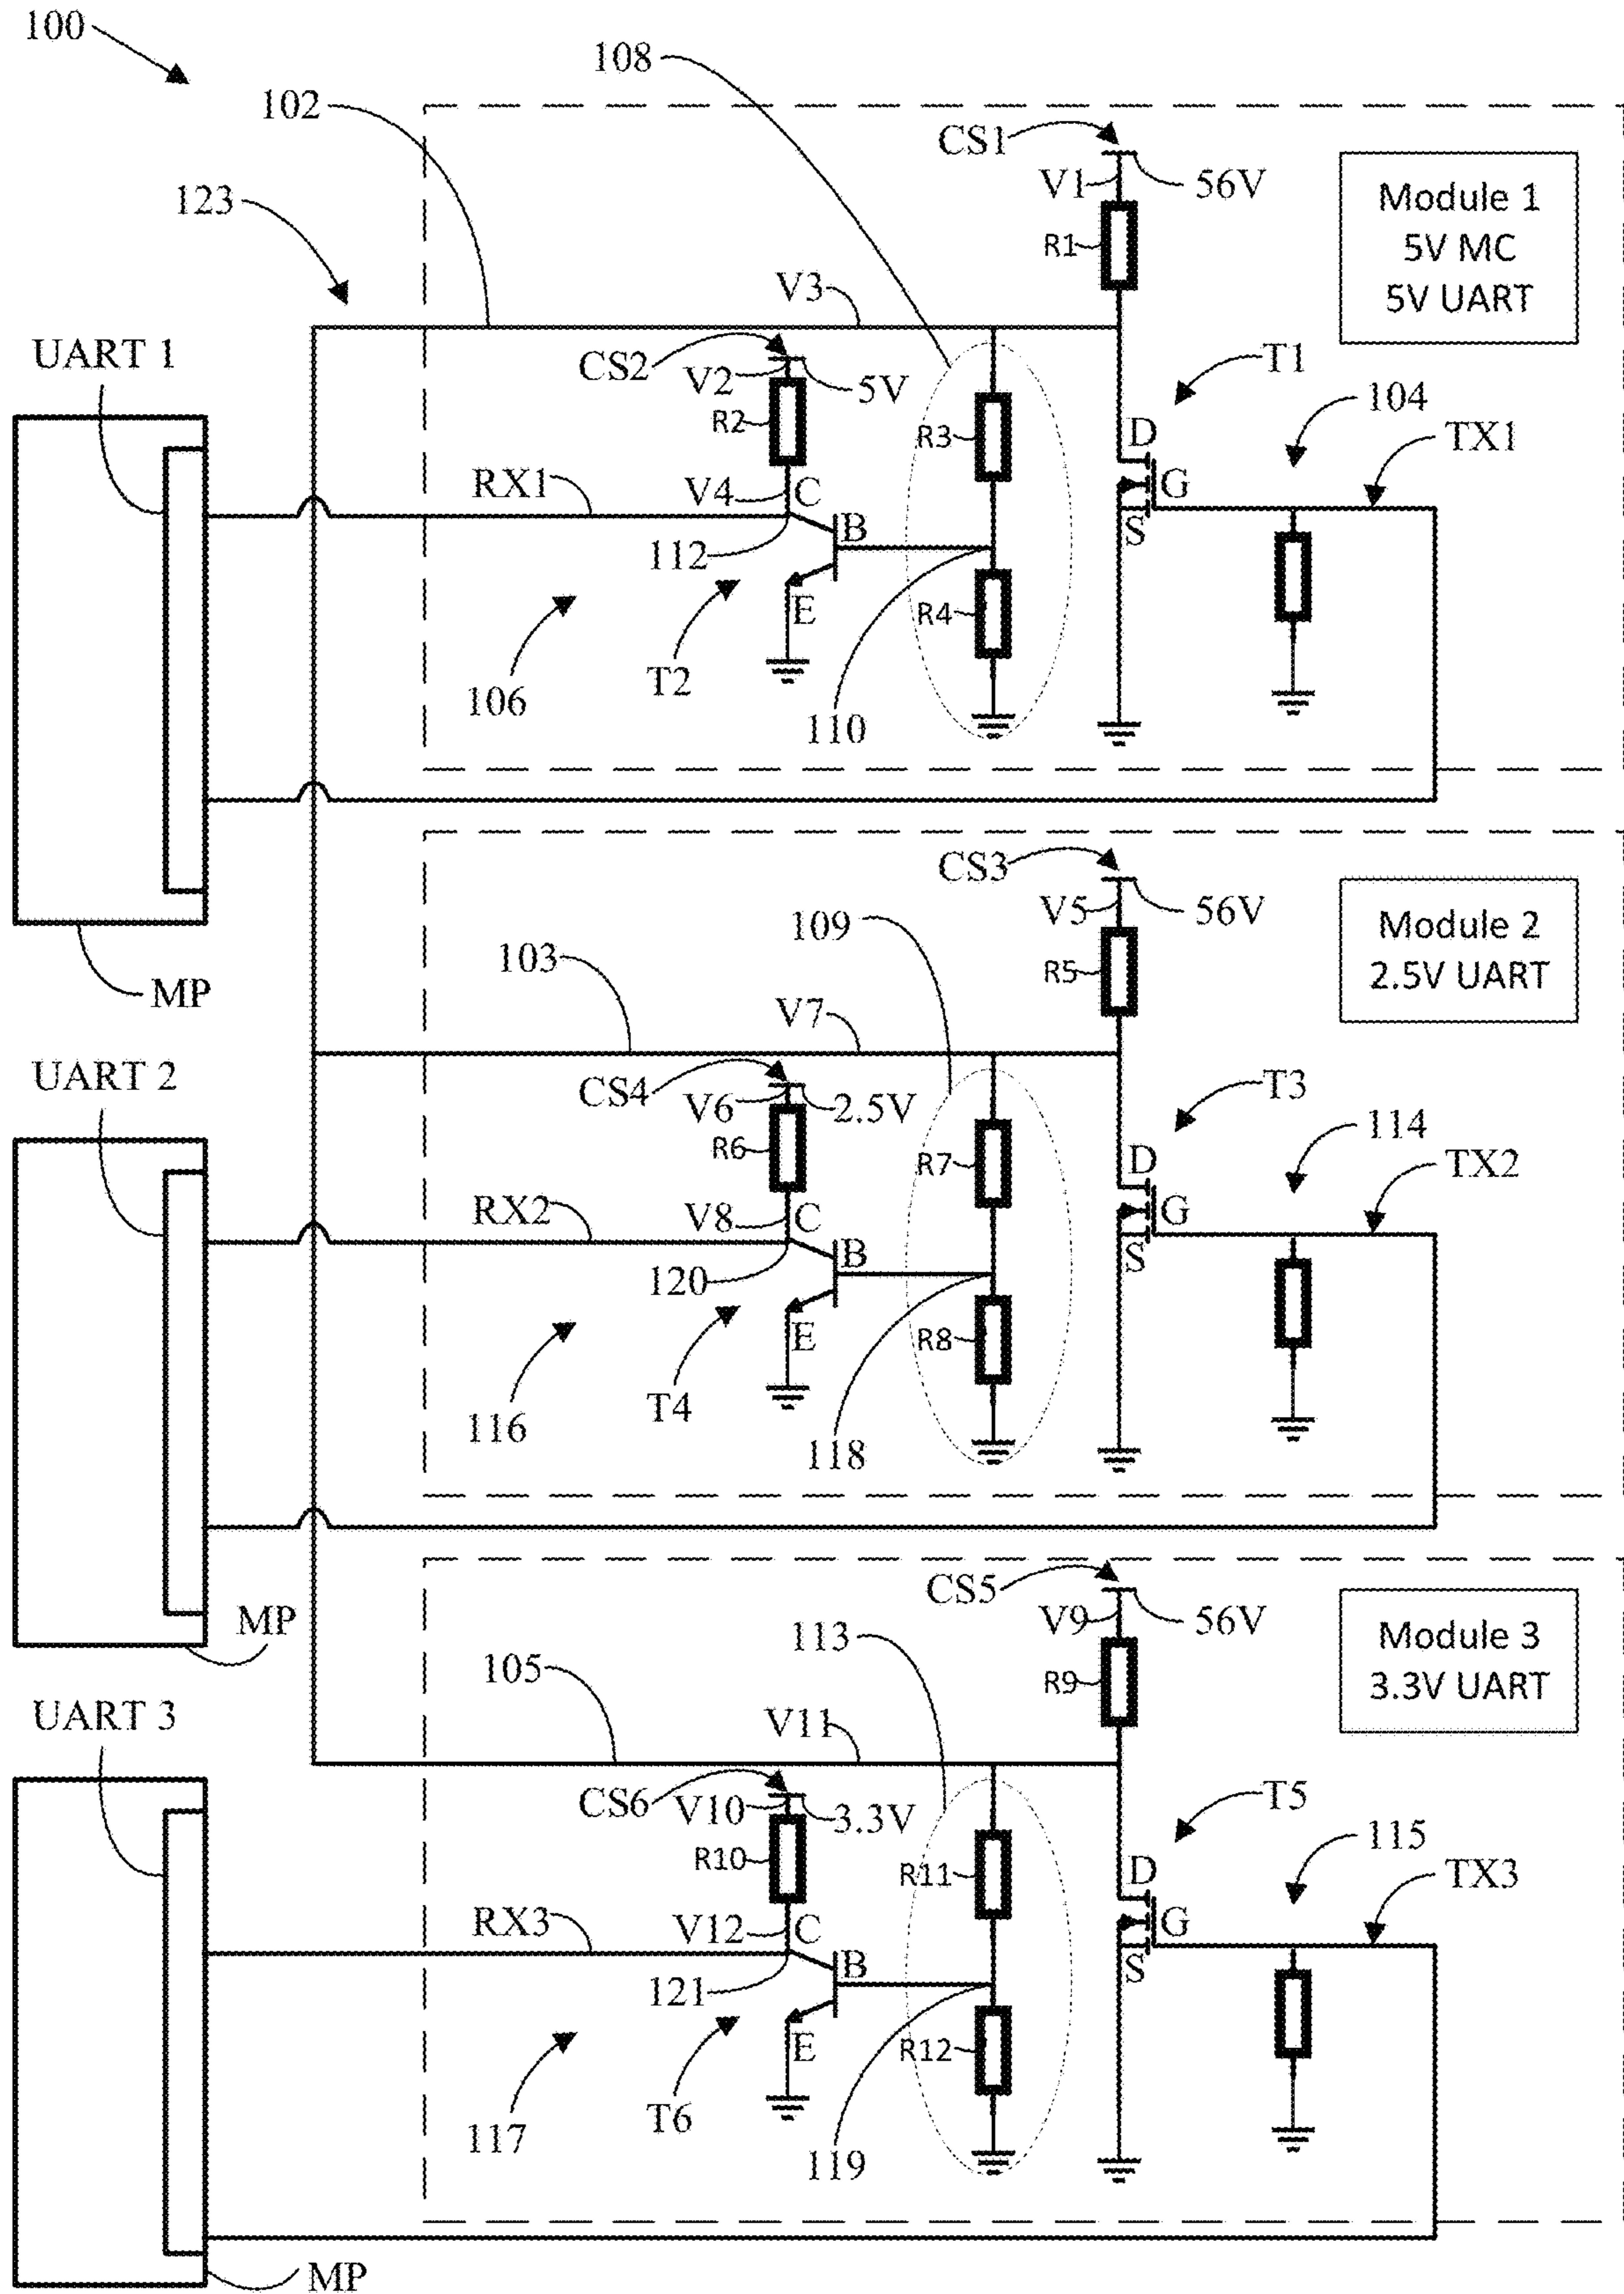 100
108
102
CS1
V1
56V
Module 1
5V MC
5V UART
123
R1
V3
UART 1
CS2
V2
5V
T1
104
TX1
R2
R3
D
RX1
V4
C
G
B
S
112
E
R4
106
T2
110
MP
CS3
V5
56V
Module 2
2.5V UART
109
103
R5
V7
UART 2
CS4
V6
2.5V
T3
114
TX2
R6
R7
D
RX2
V8
C
G
B
S
120
E
R8
116
T4
118
MP
CS5
V9
56V
Module 3
3.3V UART
113
105
R9
UART 3
V11
CS6
V10
3.3V
T5
115
TX3
R10
R11
D
RX3
V12
C
G
B
S
121
E
R12
117
T6
119
MP